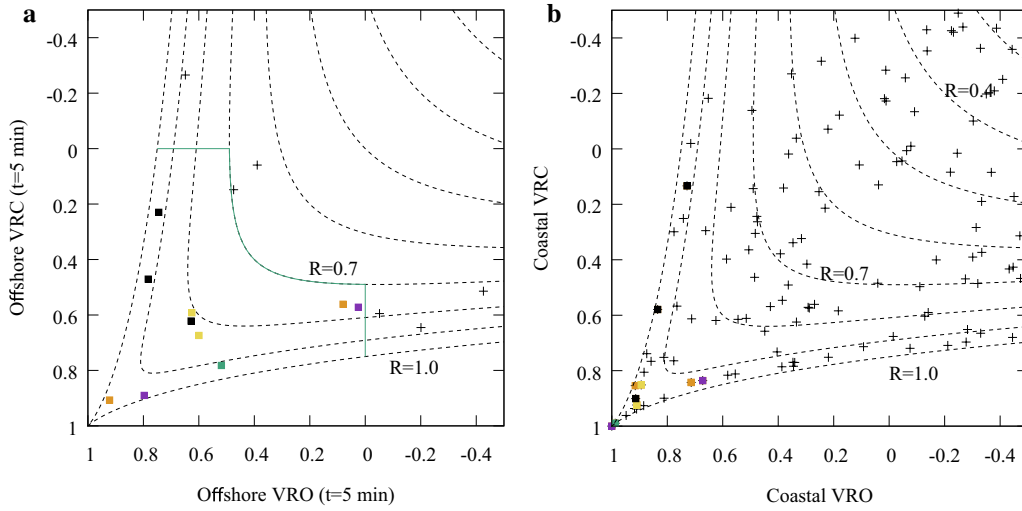 a
-0.4
-0.2
0
0.2
0.4
0.6
0.8
1
Offshore VRC (t=5 min)
R=0.7
R=1.0
1 0.8 0.6 0.4 0.2 0 -0.2 -0.4
Offshore VRO (t=5 min)
b
-0.4
-0.2
0
0.2
0.4
0.6
0.8
1
Coastal VRC
R=0.4
R=0.7
R=1.0
1 0.8 0.6 0.4 0.2 0 -0.2 -0.4
Coastal VRO